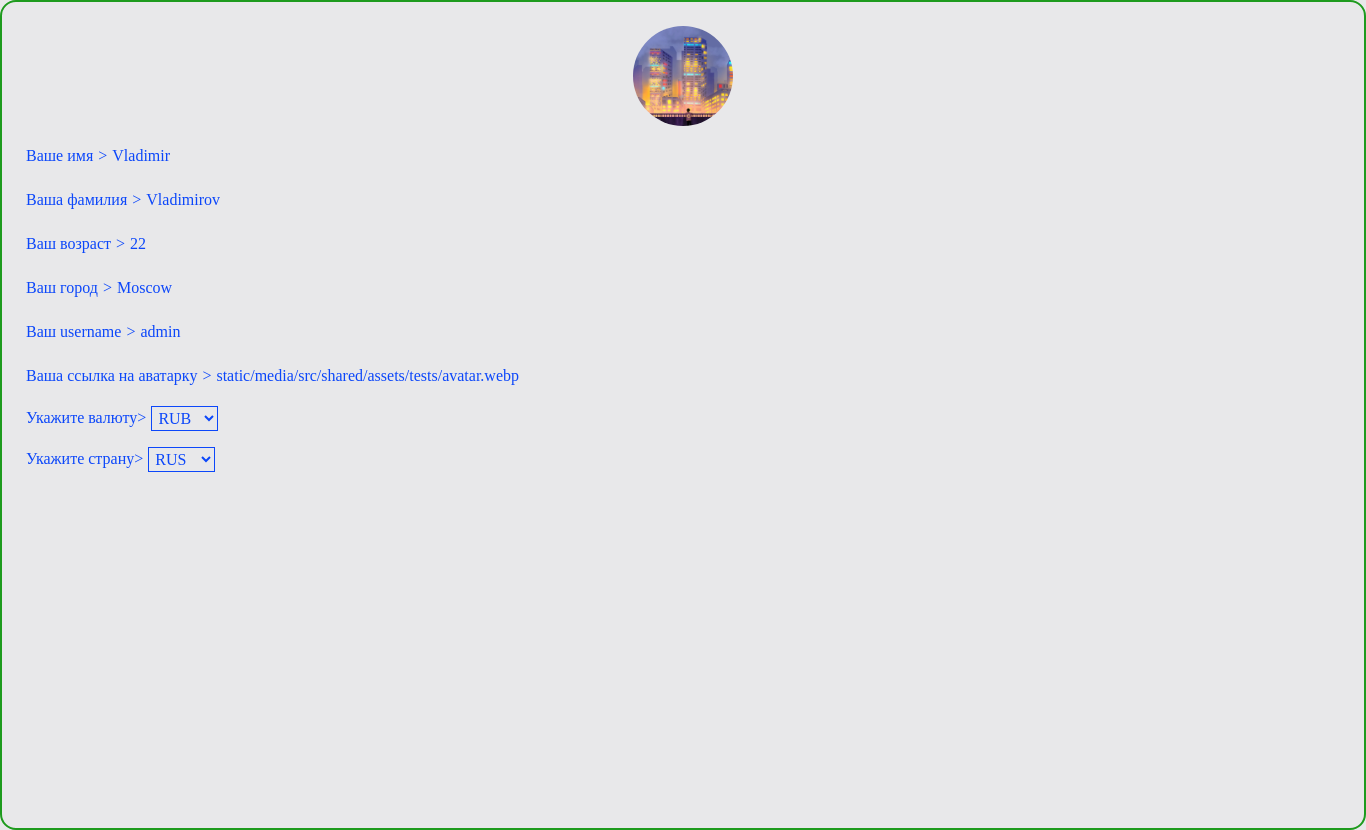 Ваше имя > Vladimir
Ваша фамилия > Vladimirov
Ваш возраст > 22
Ваш город > Moscow
Ваш username > admin
Ваша ссылка на аватарку > static/media/src/shared/assets/tests/avatar.webp
Укажите валюту> RUB
Укажите страну> RUS